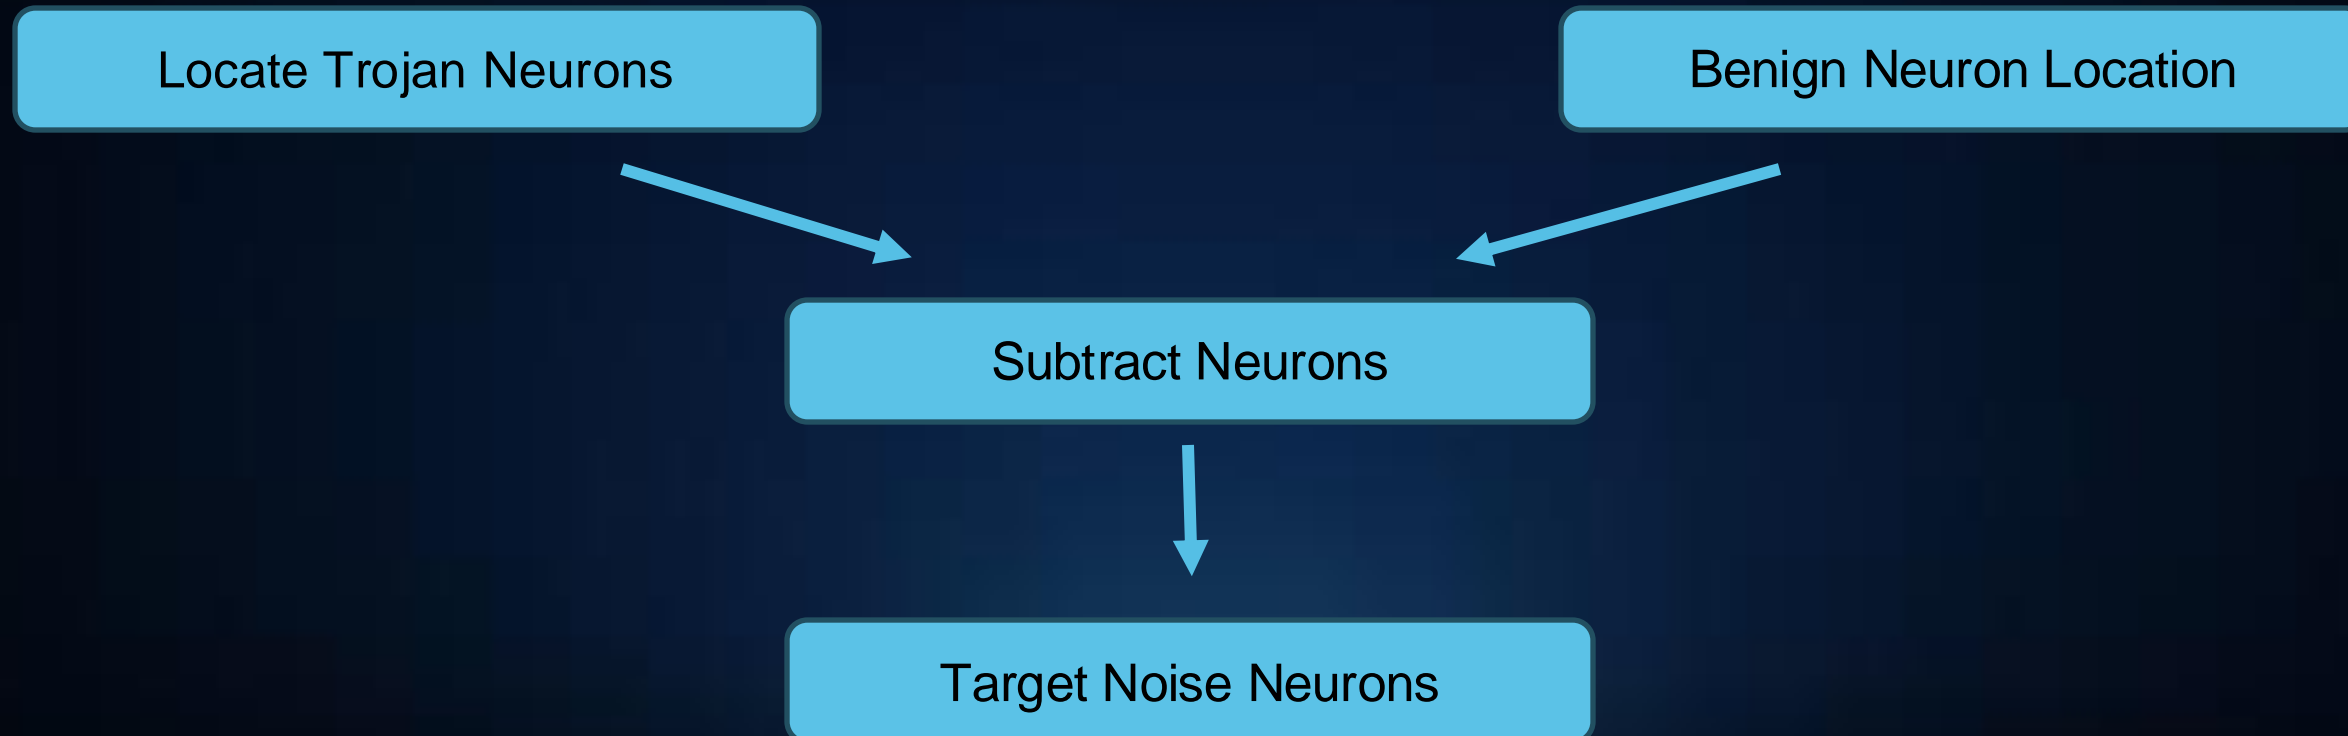 Locate Trojan Neurons
Benign Neuron Location
Subtract Neurons
Target Noise Neurons